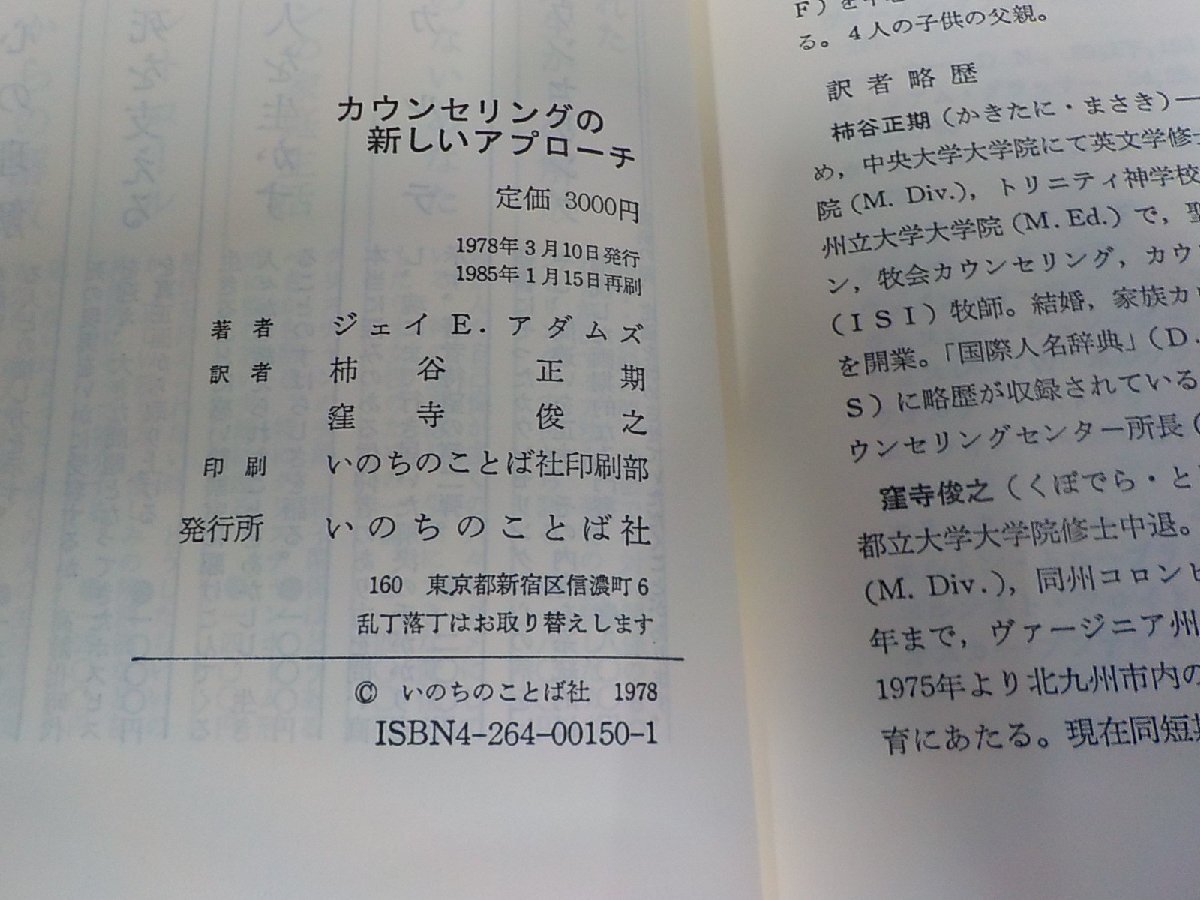 カウンセリングの
新しいアプローチ
定価 3000円
1978年3月10日発行
1985年1月15日再刷
著者 ジェイE.アダムズ
訳者 柿谷正期
窪寺俊之
印刷 いのちのことば社印刷部
発行所 いのちのことば社
160 東京都新宿区信濃町6
乱丁落丁はお取り替えします
© いのちのことば社 1978
ISBN4-264-00150-1
る。4人の子供の父親。
訳者略歴
柿谷正期(かきたに・まさき)―
め,中央大学大学院にて英文学修士
院(M. Div.),トリニティ神学校
州立大学大学院(M.Ed.)で,聖
ン,牧会カウンセリング,カウ
(ISI)牧師。結婚,家族カ
を開業。「国際人名辞典」(D.
S)に略歴が収録されている
ウンセリングセンター所長(
窪寺俊之(くぼでら・と
都立大学大学院修士中退。
(M. Div.),同州コロンビ
年まで,ヴァージニア州
1975年より北九州市内の
育にあたる。現在同短期